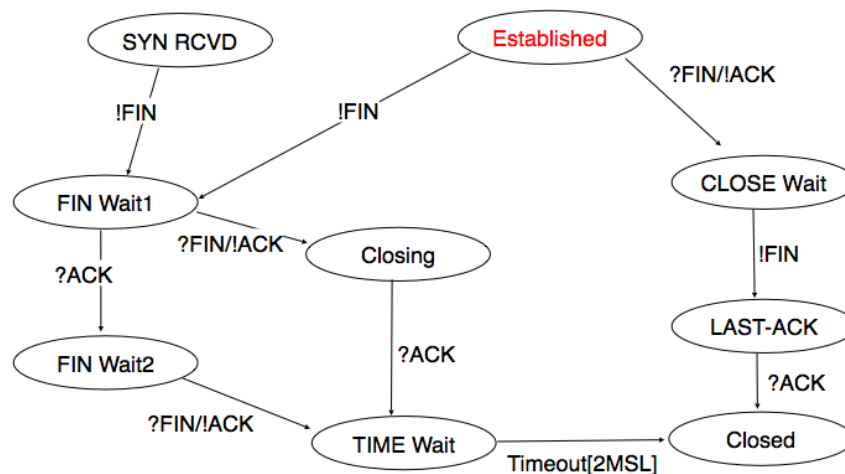 SYN RCVD
Established
?FIN/!ACK
!FIN
!FIN
FIN Wait1
CLOSE Wait
?FIN/!ACK
Closing
!FIN
?ACK
LAST-ACK
FIN Wait2
?ACK
?ACK
?FIN/!ACK
TIME Wait
Closed
Timeout[2MSL]